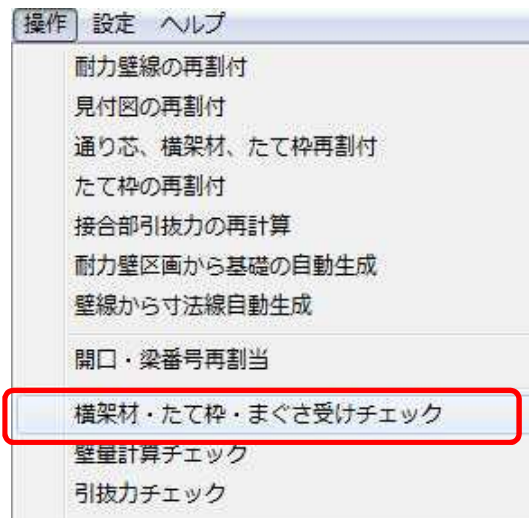 操作 設定 ヘルプ
耐力壁線の再割付
見付図の再割付
通り芯、横架材、たて枠再割付
たて枠の再割付
接合部引抜力の再計算
耐力壁区画から基礎の自動生成
壁線から寸法線自動生成
開口・梁番号再割当
横架材・たて枠・まぐさ受けチェック
壁量計算チェック
引抜力チェック